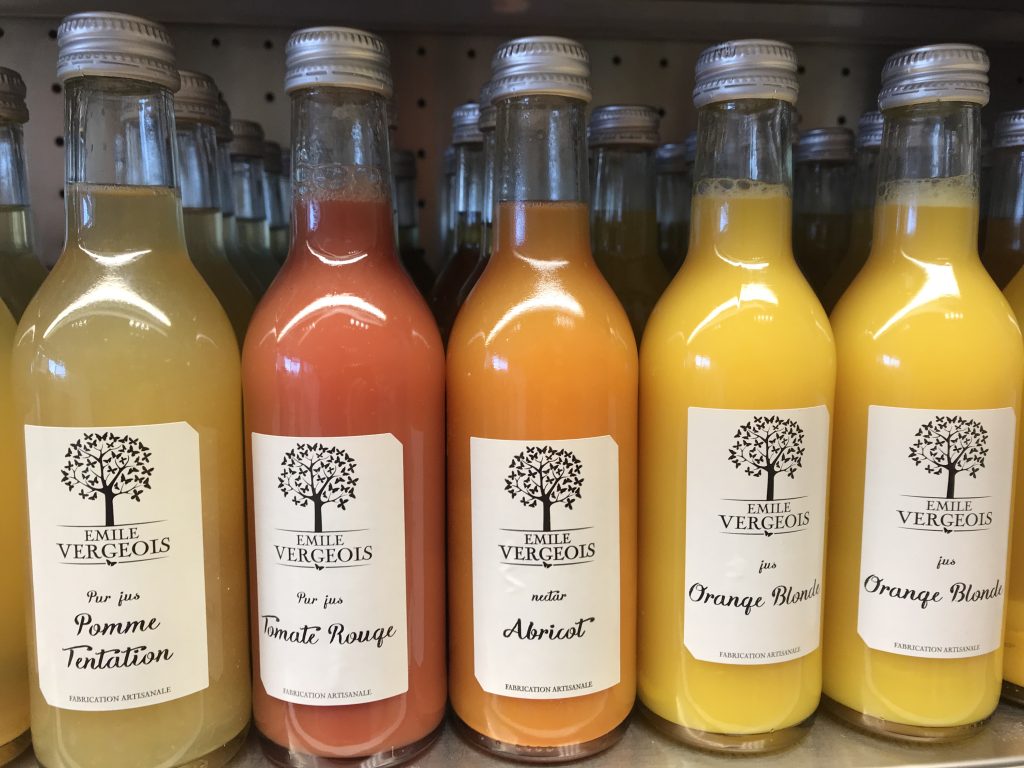 EMILE
VERGEOIS
Pur jus
Pomme
Tentation
FABRICATION ARTISANALE
EMILE
VERGEOIS
Pur jus
Tomate Rouge
FABRICATION ARTISANALE
EMILE
VERGEOIS
nectar
Abricot
FABRICATION ARTISANALE
EMILE
VERGEOIS
jus
Orange Blonde
FABRICATION ARTISANALE
EMILE
VERGEOIS
jus
Orange Blonde
FABRICATION ARTISANALE